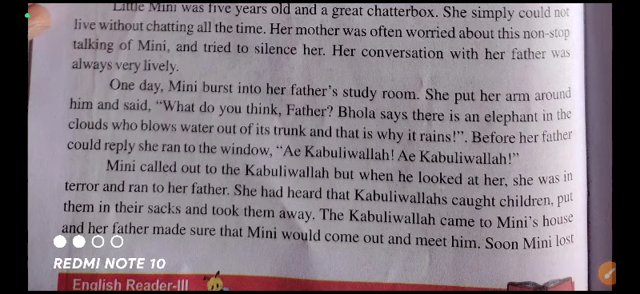 Little Mini was five years old and a great chatterbox. She simply could not
live without chatting all the time. Her mother was often worried about this non-stop
talking of Mini, and tried to silence her. Her conversation with her father was
always very lively.
One day, Mini burst into her father's study room. She put her arm around
him and said, "What do you think, Father? Bhola says there is an elephant in the
clouds who blows water out of its trunk and that is why it rains!". Before her father
could reply she ran to the window, "Ae Kabuliwallah! Ae Kabuliwallah!"
Mini called out to the Kabuliwallah but when he looked at her, she was in
terror and ran to her father. She had heard that Kabuliwallahs caught children, put
them in their sacks and took them away. The Kabuliwallah came to Mini's house
and her father made sure that Mini would come out and meet him. Soon Mini lost
REDMI NOTE 10
English Reader-III